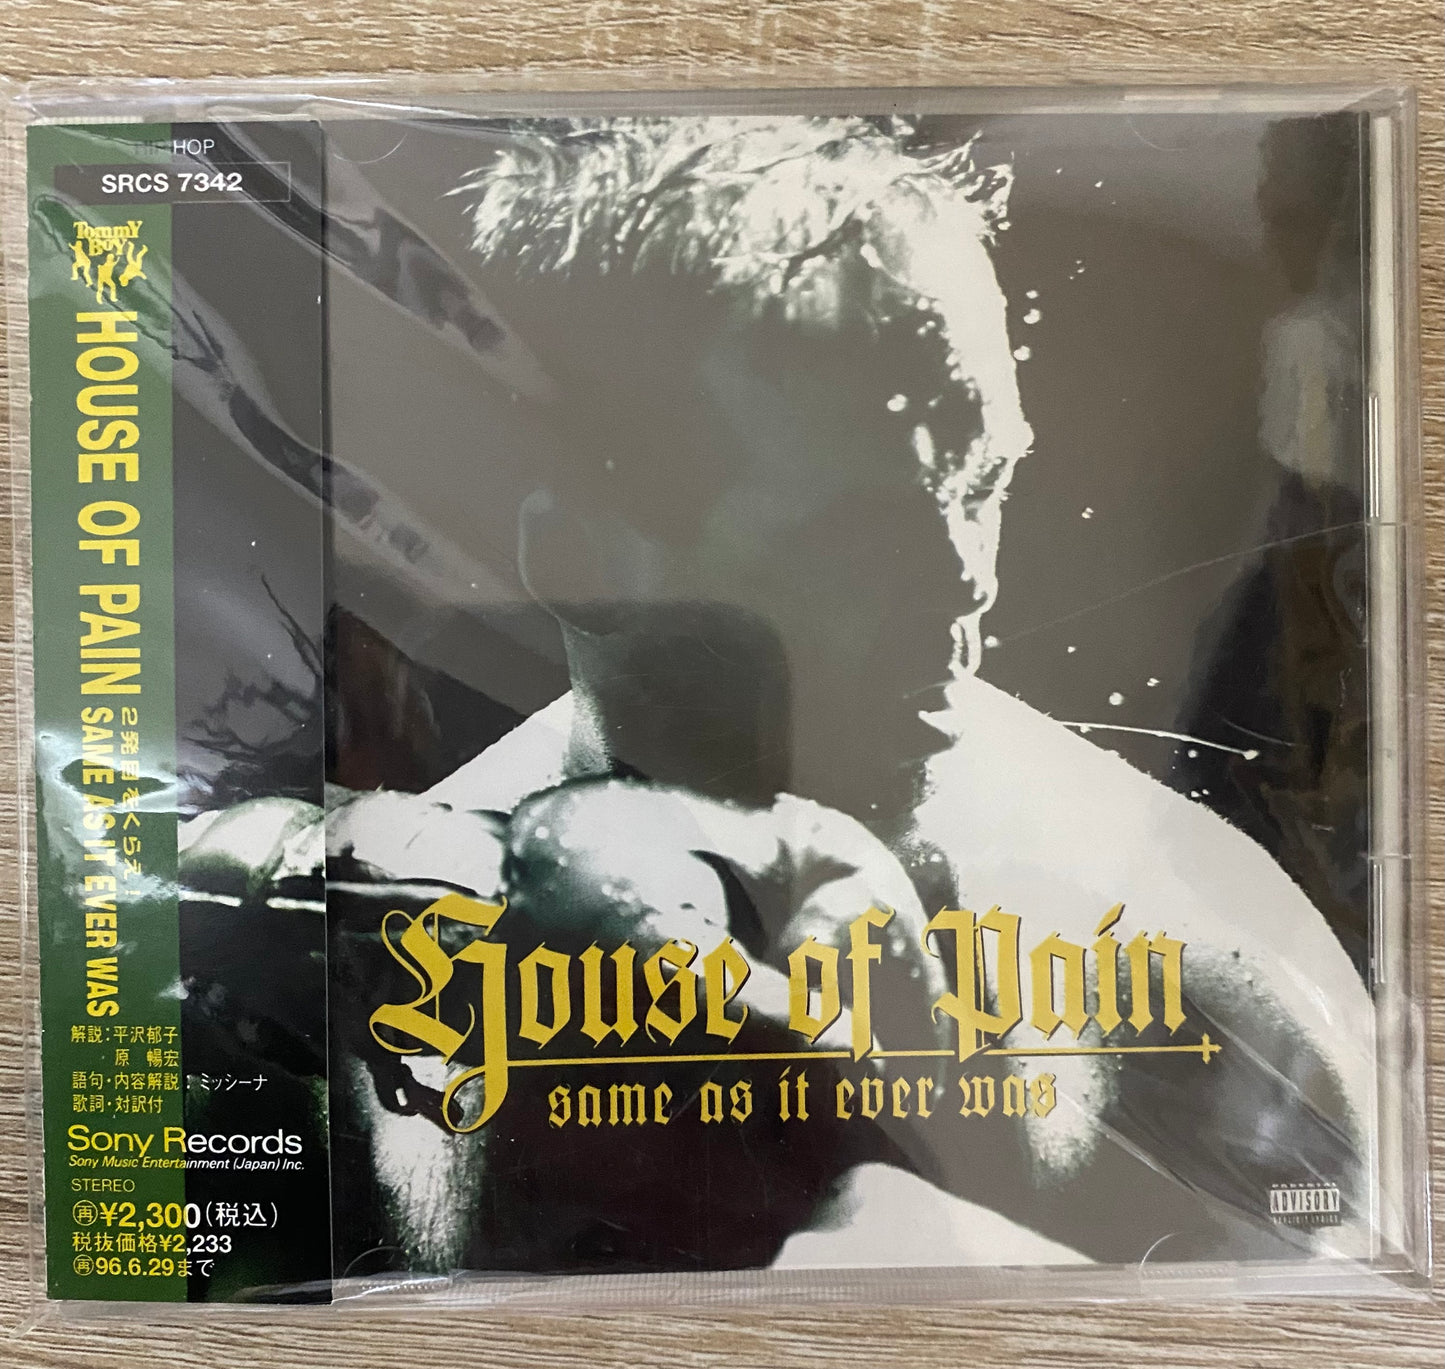 HIP HOP
SRCS 7342
Tommy
Boy
HOUSE OF PAIN
2発目をくらえ!
SAME AS IT EVER WAS
解説:平沢郁子
原 暢宏
語句・内容解説:ミッシーナ
歌詞・対訳付
Sony Records
Sony Music Entertainment (Japan) Inc.
STEREO
㊢¥2,300(税込)
税抜価格¥2,233
㊢96.6.29まで
House of Pain
same as it ever was
PARENTAL
ADVISORY
EXPLICIT LYRICS